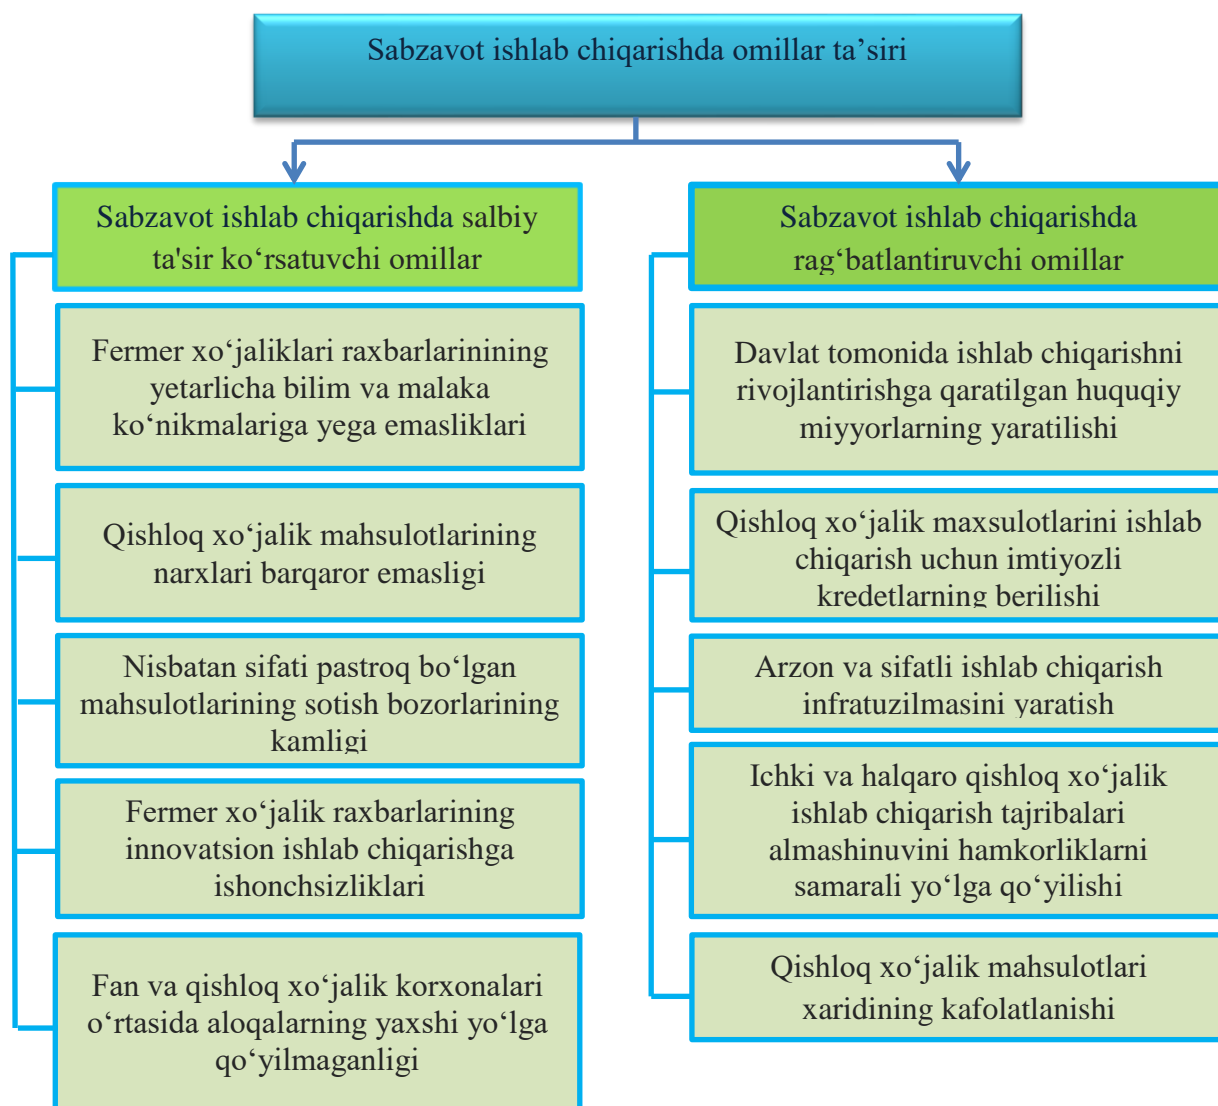 Sabzavot ishlab chiqarishda omillar ta’siri
Sabzavot ishlab chiqarishda salbiy
ta'sir ko‘rsatuvchi omillar
Fermer xo‘jaliklari raxbarlarinining
yetarlicha bilim va malaka
ko‘nikmalariga yega emasliklari
Qishloq xo‘jalik mahsulotlarining
narxlari barqaror emasligi
Nisbatan sifati pastroq bo‘lgan
mahsulotlarining sotish bozorlarining
kamligi
Fermer xo‘jalik raxbarlarining
innovatsion ishlab chiqarishga
ishonchsizliklari
Fan va qishloq xo‘jalik korxonalari
o‘rtasida aloqalarning yaxshi yo‘lga
qo‘yilmaganligi
Sabzavot ishlab chiqarishda
rag‘batlantiruvchi omillar
Davlat tomonida ishlab chiqarishni
rivojlantirishga qaratilgan huquqiy
miyyorlarning yaratilishi
Qishloq xo‘jalik maxsulotlarini ishlab
chiqarish uchun imtiyozli
kredetlarning berilishi
Arzon va sifatli ishlab chiqarish
infratuzilmasini yaratish
Ichki va halqaro qishloq xo‘jalik
ishlab chiqarish tajribalari
almashinuvini hamkorliklarni
samarali yo‘lga qo‘yilishi
Qishloq xo‘jalik mahsulotlari
xaridining kafolatlanishi